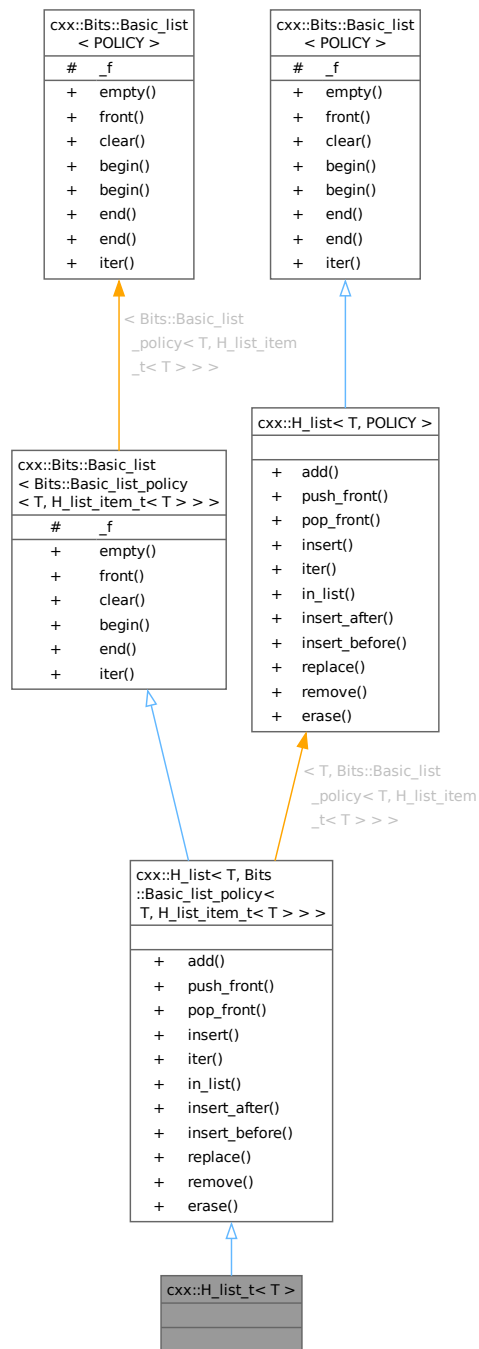 cxx::Bits::Basic_list
< POLICY >
# _f
+ empty()
+ front()
+ clear()
+ begin()
+ begin()
+ end()
+ end()
+ iter()
cxx::Bits::Basic_list
< POLICY >
# _f
+ empty()
+ front()
+ clear()
+ begin()
+ begin()
+ end()
+ end()
+ iter()
< Bits::Basic_list
_policy< T, H_list_item
_t< T > > >
cxx::Bits::Basic_list
< Bits::Basic_list_policy
< T, H_list_item_t< T > > >
# _f
+ empty()
+ front()
+ clear()
+ begin()
+ end()
+ iter()
cxx::H_list< T, POLICY >
+ add()
+ push_front()
+ pop_front()
+ insert()
+ iter()
+ in_list()
+ insert_after()
+ insert_before()
+ replace()
+ remove()
+ erase()
< T, Bits::Basic_list
_policy< T, H_list_item
_t< T > > >
cxx::H_list< T, Bits
::Basic_list_policy<
T, H_list_item_t< T > > >
+ add()
+ push_front()
+ pop_front()
+ insert()
+ iter()
+ in_list()
+ insert_after()
+ insert_before()
+ replace()
+ remove()
+ erase()
cxx::H_list_t< T >